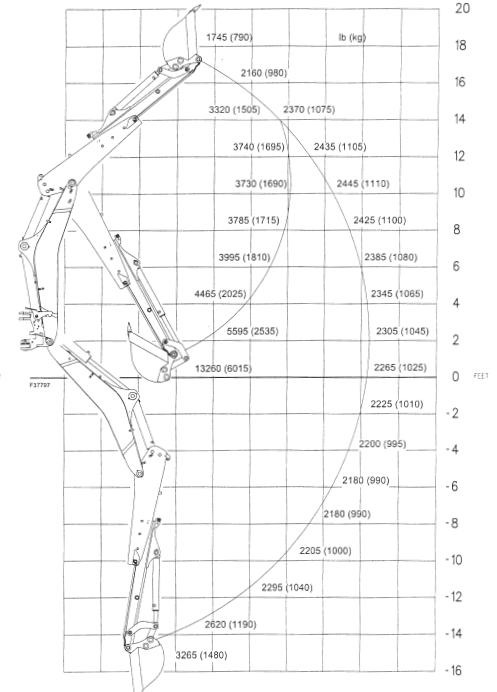 20
1745 (790) lb (kg)
18
2160 (980)
16
3320 (1505) 2370 (1075)
14
3740 (1695) 2435 (1105)
12
3730 (1690) 2445 (1110)
10
3785 (1715) 2425 (1100)
8
3995 (1810) 2385 (1080)
6
4465 (2025) 2345 (1065)
4
5595 (2535) 2305 (1045)
2
13260 (6015) 2265 (1025)
0 FEET
F37797
2225 (1010)
-2
2200 (995)
-4
2180 (990)
-6
2180 (990)
-8
2205 (1000)
-10
2295 (1040)
-12
2620 (1190)
-14
3265 (1480)
-16